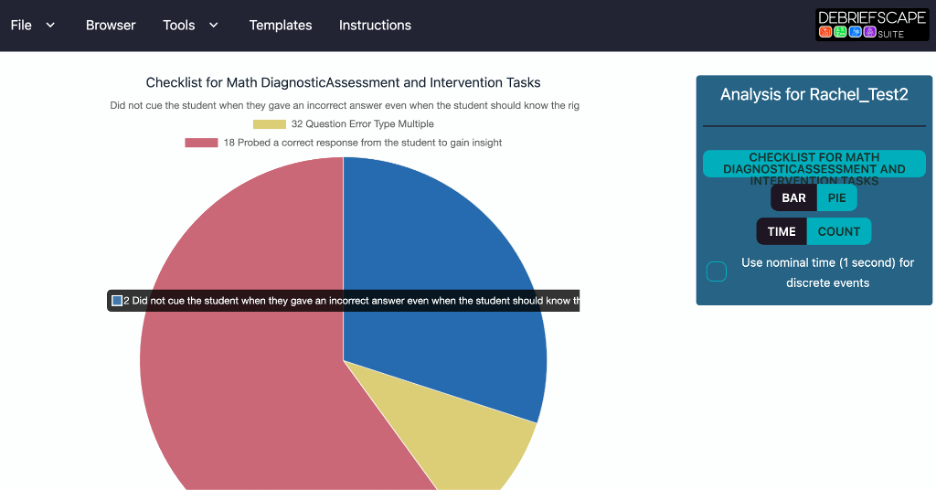 File Browser Tools Templates Instructions
DEBRIEFSCAPE
SUITE
Checklist for Math DiagnosticAssessment and Intervention Tasks
Did not cue the student when they gave an incorrect answer even when the student should know the rig
32 Question Error Type Multiple
18 Probed a correct response from the student to gain insight
2 Did not cue the student when they gave an incorrect answer even when the student should know th
Analysis for Rachel_Test2
CHECKLIST FOR MATH
DIAGNOSTICASSESSMENT AND
INTERVENTION TASKS
BAR PIE
TIME COUNT
Use nominal time (1 second) for
discrete events